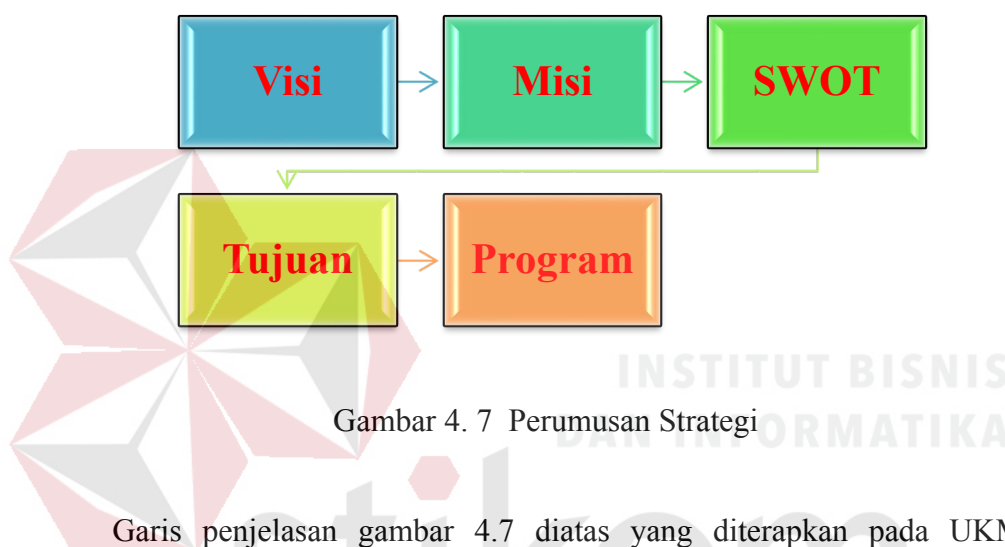 Visi Misi SWOT
Tujuan Program
INSTITUT BISNIS
Gambar 4. 7 Perumusan Strategi
DAN INFORMATIKA
Garis penjelasan gambar 4.7 diatas yang diterapkan pada UKM